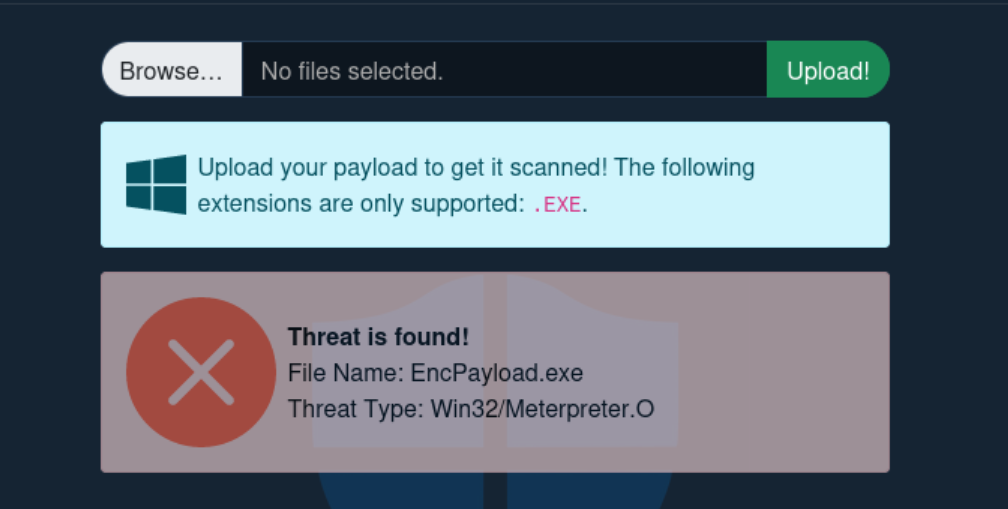 Browse... No files selected. Upload!
Upload your payload to get it scanned! The following
extensions are only supported: .EXE.
Threat is found!
File Name: EncPayload.exe
Threat Type: Win32/Meterpreter.O